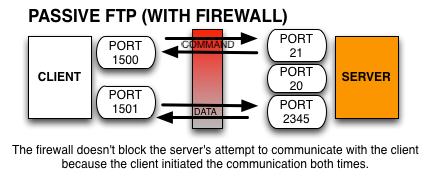 PASSIVE FTP (WITH FIREWALL)
PORT
1500
COMMAND
PORT
21
CLIENT
PORT
20
SERVER
PORT
1501
DATA
PORT
2345
The firewall doesn't block the server's attempt to communicate with the client
because the client initiated the communication both times.